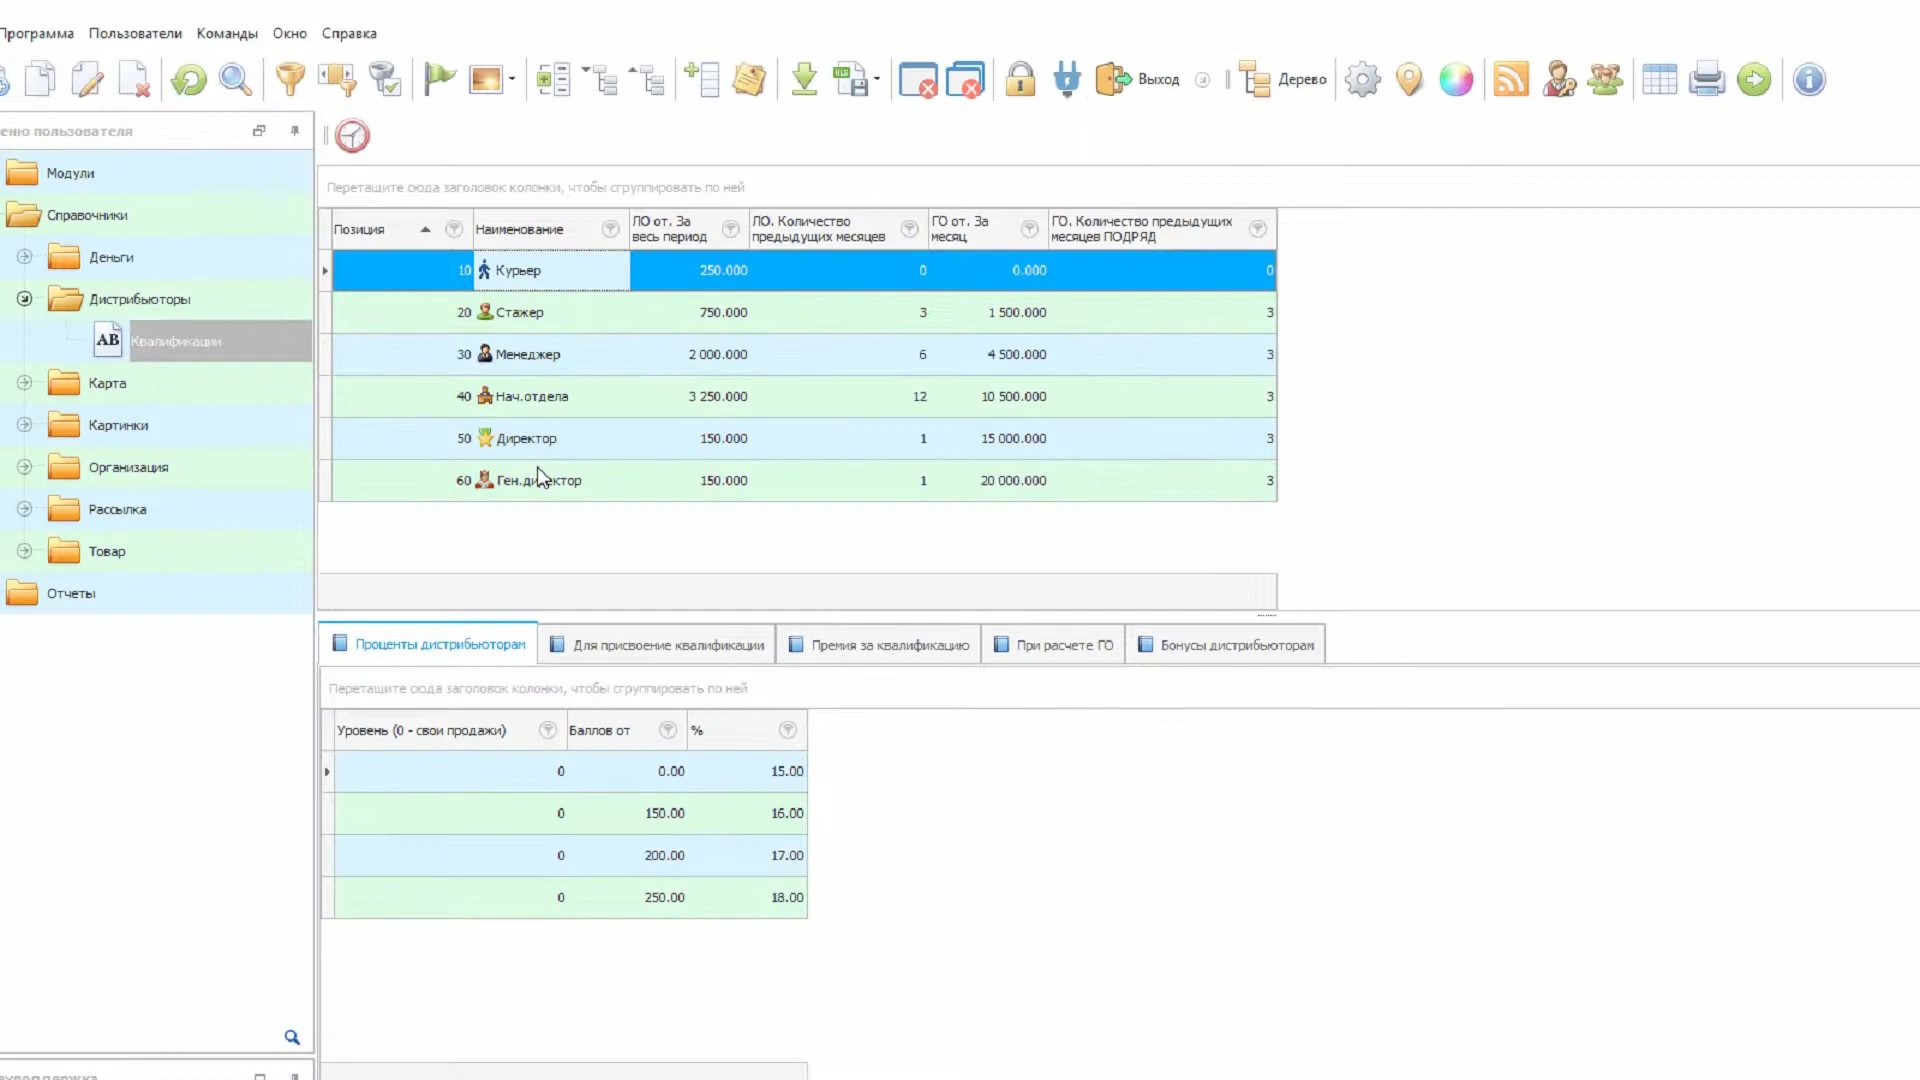 Программа Пользователи Команды Окно Справка
Выход Дерево
еню пользователя
Модули
Справочники
Деньги
Дистрибьюторы
AB Квалификации
Карта
Картинки
Организация
Рассылка
Товар
Отчеты
Перетащите сюда заголовок колонки, чтобы сгруппировать по ней
Позиция Наименование ЛО от. За весь период ЛО. Количество предыдущих месяцев ГО от. За месяц ГО. Количество предыдущих месяцев ПОДРЯД
10 Курьер 250.000 0 0.000 0
20 Стажер 750.000 3 1 500.000 3
30 Менеджер 2 000.000 6 4 500.000 3
40 Нач.отдела 3 250.000 12 10 500.000 3
50 Директор 150.000 1 15 000.000 3
60 Ген.директор 150.000 1 20 000.000 3
Проценты дистрибьюторам Для присвоение квалификации Премия за квалификацию При расчете ГО Бонусы дистрибьюторам
Перетащите сюда заголовок колонки, чтобы сгруппировать по ней
Уровень (0 - свои продажи) Баллов от %
0 0.00 15.00
0 150.00 16.00
0 200.00 17.00
0 250.00 18.00